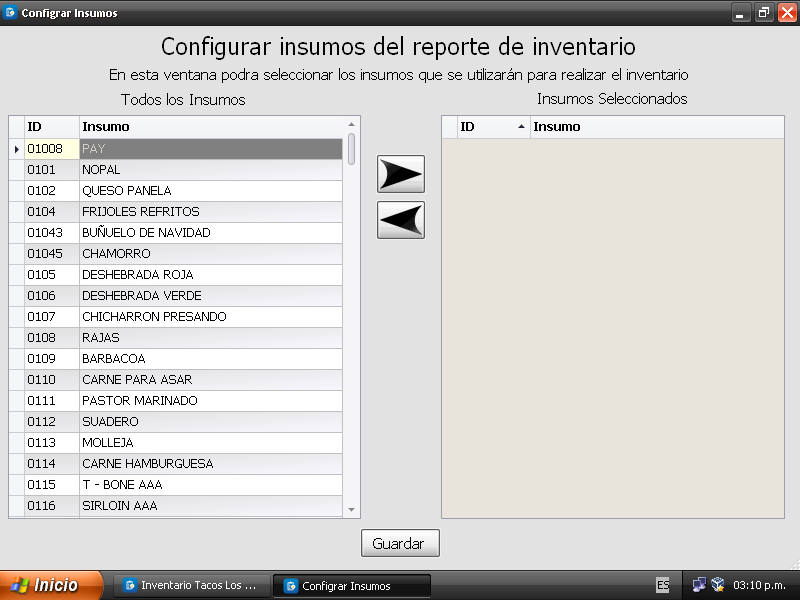 Configrar Insumos
Configurar insumos del reporte de inventario
En esta ventana podra seleccionar los insumos que se utilizarán para realizar el inventario
Todos los Insumos
Insumos Seleccionados
ID Insumo
ID Insumo
01008 PAY
0101 NOPAL
0102 QUESO PANELA
0104 FRIJOLES REFRITOS
01043 BUÑUELO DE NAVIDAD
01045 CHAMORRO
0105 DESHEBRADA ROJA
0106 DESHEBRADA VERDE
0107 CHICHARRON PRESANDO
0108 RAJAS
0109 BARBACOA
0110 CARNE PARA ASAR
0111 PASTOR MARINADO
0112 SUADERO
0113 MOLLEJA
0114 CARNE HAMBURGUESA
0115 T - BONE AAA
0116 SIRLOIN AAA
Guardar
Inicio
Inventario Tacos Los ...
Configrar Insumos
ES
03:10 p.m.